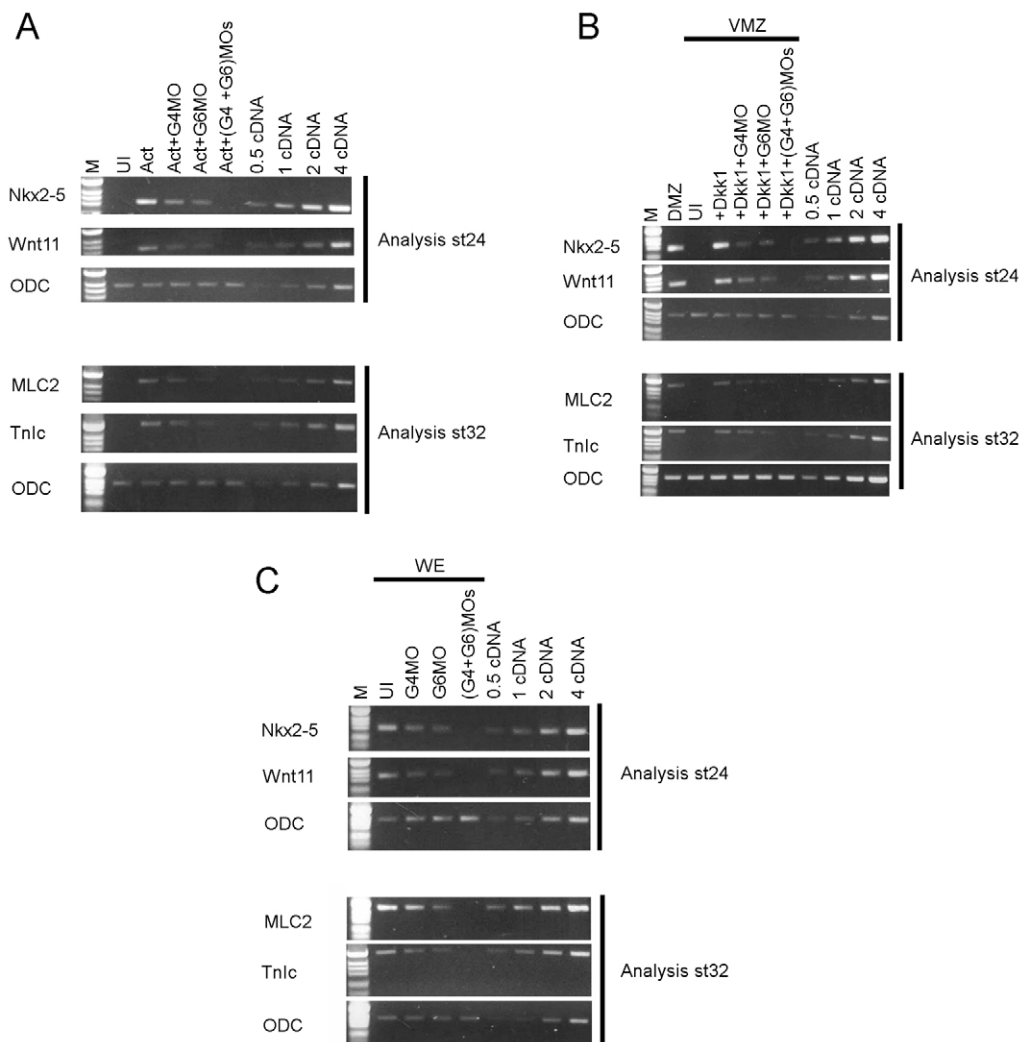 A
M
UI
Act
Act+G4MO
Act+G6MO
Act+(G4 +G6)MOs
0.5 cDNA
1 cDNA
2 cDNA
4 cDNA
Nkx2-5
Wnt11
ODC
Analysis st24
MLC2
TnIc
ODC
Analysis st32
B
VMZ
M
DMZ
UI
+Dkk1
+Dkk1+G4MO
+Dkk1+G6MO
+Dkk1+(G4+G6)MOs
0.5 cDNA
1 cDNA
2 cDNA
4 cDNA
Nkx2-5
Wnt11
ODC
Analysis st24
MLC2
TnIc
ODC
Analysis st32
C
WE
M
UI
G4MO
G6MO
(G4+G6)MOs
0.5 cDNA
1 cDNA
2 cDNA
4 cDNA
Nkx2-5
Wnt11
ODC
Analysis st24
MLC2
TnIc
ODC
Analysis st32